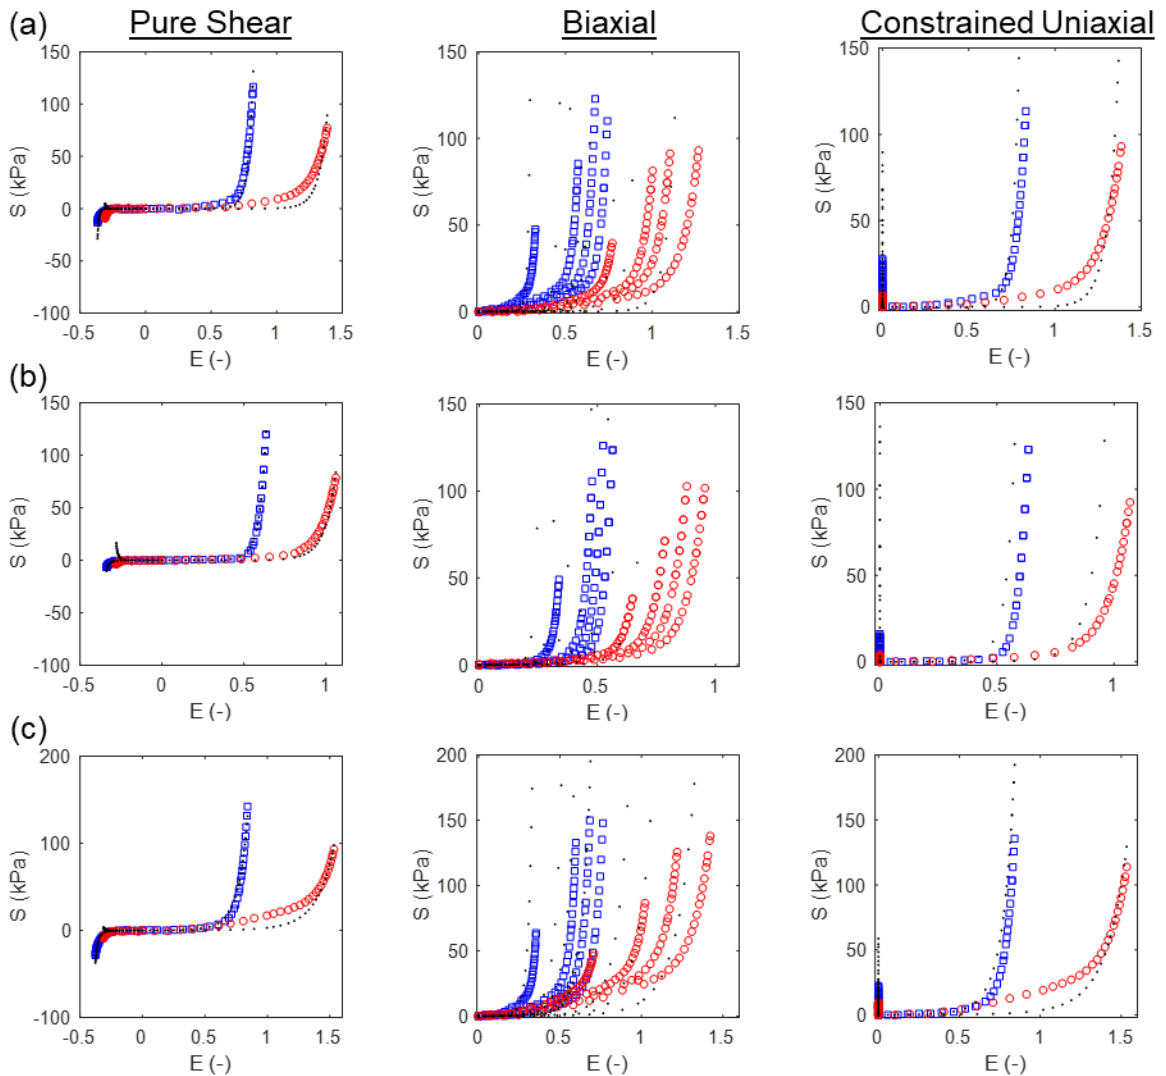 (a) Pure Shear Biaxial Constrained Uniaxial
150 150 150
100 100 100
50
0 50 50
-50
-100 0 0
-0.5 0 0.5 1 1.5 0 0.5 1 1.5 0 0.5 1 1.5
S (kPa) S (kPa) S (kPa)
E (-) E (-) E (-)
(b)
150 150 150
100 100 100
50
0 50 50
-50
-100 0 0
-0.5 0 0.5 1 0 0.5 1 0 0.5 1
S (kPa) S (kPa) S (kPa)
E (-) E (-) E (-)
(c)
200 200 200
100 150 150
0 100 100
50 50
-100 0 0
-0.5 0 0.5 1 1.5 0 0.5 1 1.5 0 0.5 1 1.5
S (kPa) S (kPa) S (kPa)
E (-) E (-) E (-)